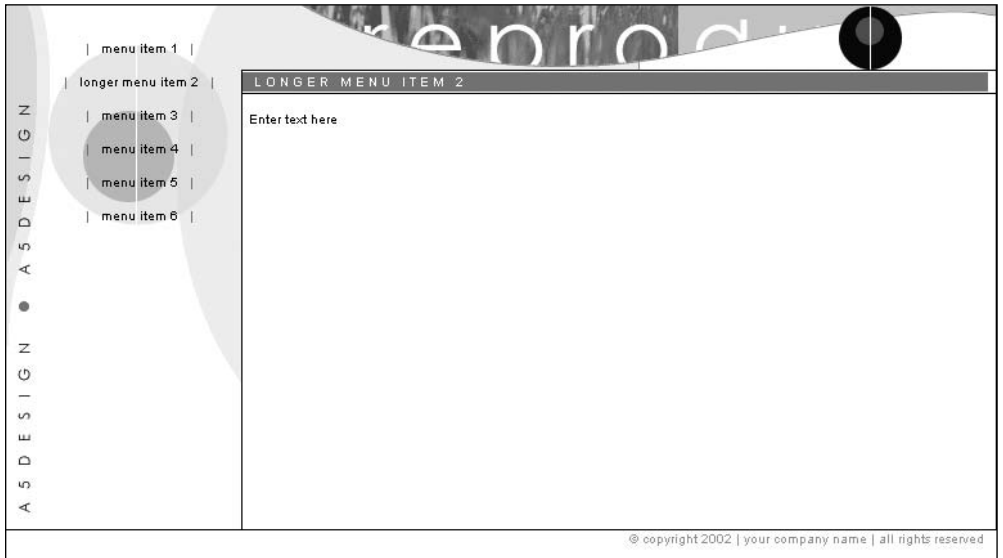 reprodu
| menu item 1 |
| longer menu item 2 |
| menu item 3 |
| menu item 4 |
| menu item 5 |
| menu item 6 |
A5DESIGN ● A5DESIGN
LONGER MENU ITEM 2
Enter text here
© copyright 2002 | your company name | all rights reserved